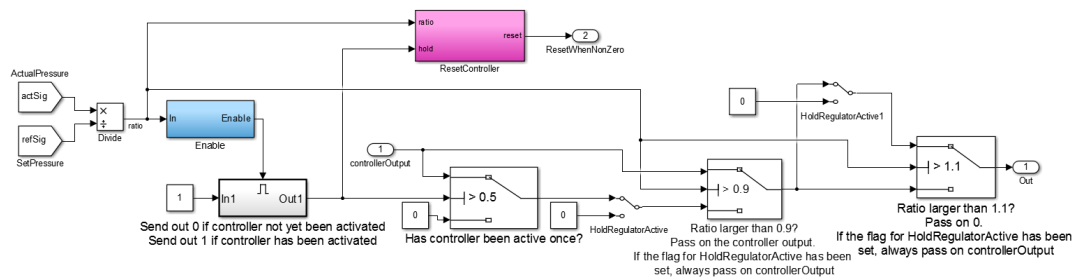 ratio
hold
reset
ResetController
2
ResetWhenNonZero
ActualPressure
actSig
refSig
SetPressure
×
÷
Divide
ratio
In
Enable
Enable
1
In1
Out1
Send out 0 if controller not yet been activated
Send out 1 if controller has been activated
1
controllerOutput
0
> 0.5
Has controller been active once?
0
HoldRegulatorActive
> 0.9
Ratio larger than 0.9?
Pass on the controller output.
If the flag for HoldRegulatorActive has been
set, always pass on controllerOutput
0
HoldRegulatorActive1
> 1.1
1
Out
Ratio larger than 1.1?
Pass on 0.
If the flag for HoldRegulatorActive has been
set, always pass on controllerOutput